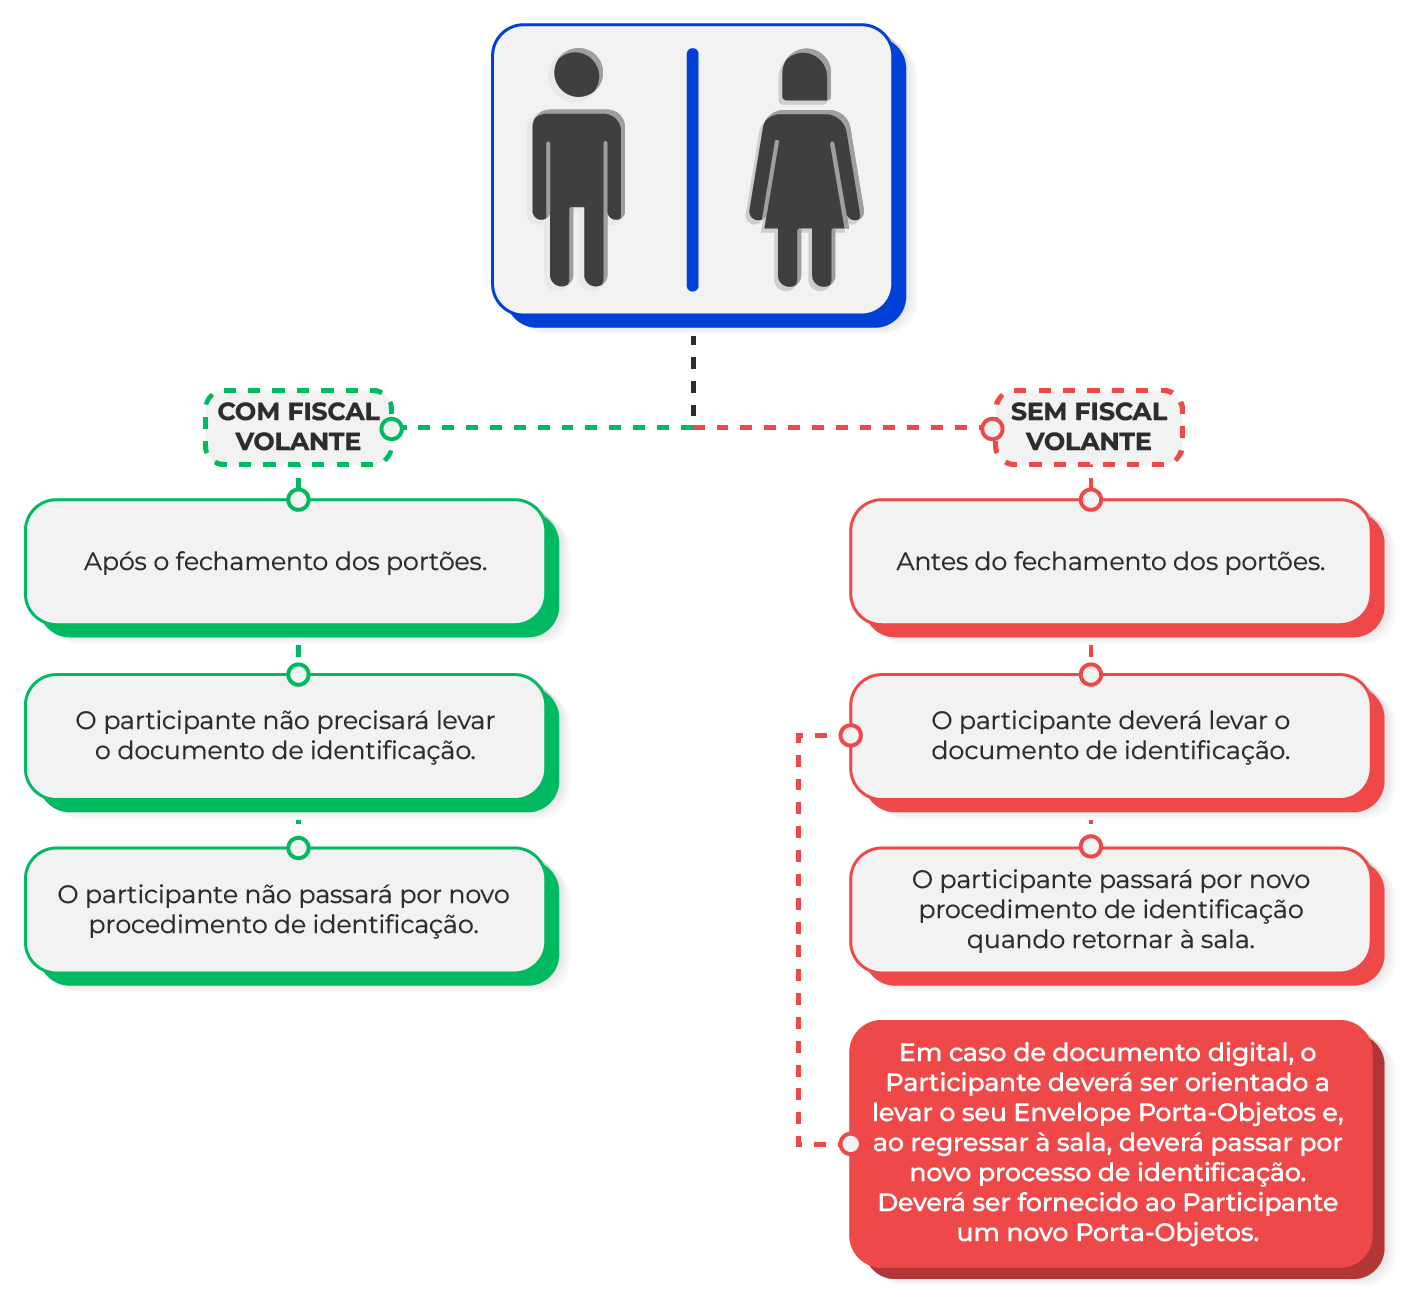 COM FISCAL
VOLANTE
Após o fechamento dos portões.
O participante não precisará levar
o documento de identificação.
O participante não passará por novo
procedimento de identificação.
SEM FISCAL
VOLANTE
Antes do fechamento dos portões.
O participante deverá levar o
documento de identificação.
O participante passará por novo
procedimento de identificação
quando retornar à sala.
Em caso de documento digital, o
Participante deverá ser orientado a
levar o seu Envelope Porta-Objetos e,
ao regressar à sala, deverá passar por
novo processo de identificação.
Deverá ser fornecido ao Participante
um novo Porta-Objetos.